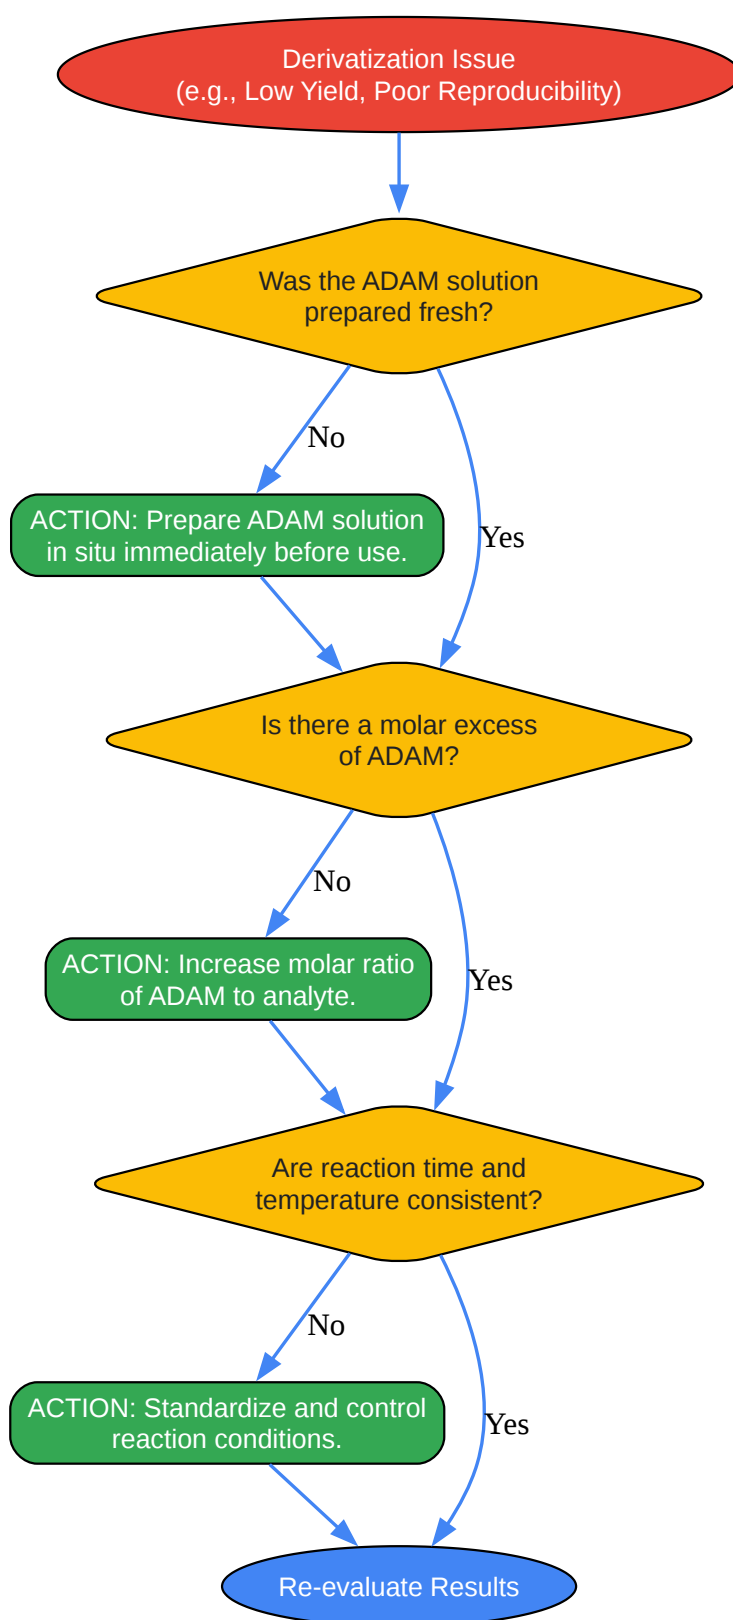 Derivatization Issue
(e.g., Low Yield, Poor Reproducibility)
Was the ADAM solution
prepared fresh?
No
ACTION: Prepare ADAM solution
in situ immediately before use.
Yes
Is there a molar excess
of ADAM?
No
ACTION: Increase molar ratio
of ADAM to analyte.
Yes
Are reaction time and
temperature consistent?
No
ACTION: Standardize and control
reaction conditions.
Yes
Re-evaluate Results